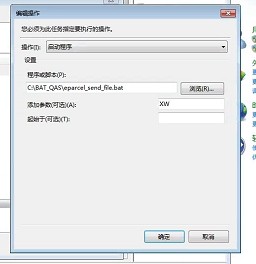 编辑操作
您必须为此任务指定要执行的操作。
操作(I): 启动程序
设置
程序或脚本(P):
C:\BAT_QAS\eparcel_send_file.bat 浏览(R)...
添加参数(可选)(A): XW
起始于(可选)(T):
确定 取消